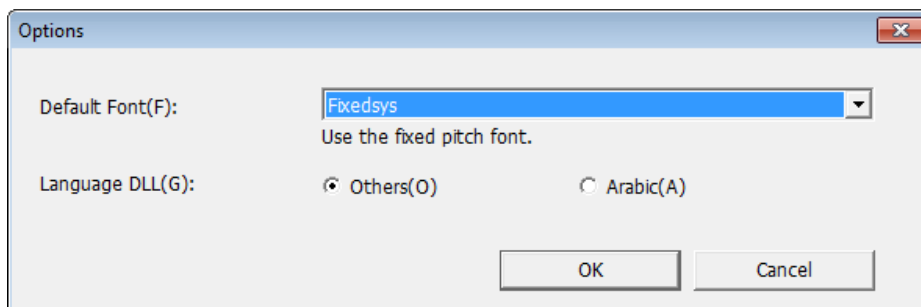 Options
Default Font(F):
Fixedsys
Use the fixed pitch font.
Language DLL(G):
Others(O)
Arabic(A)
OK
Cancel